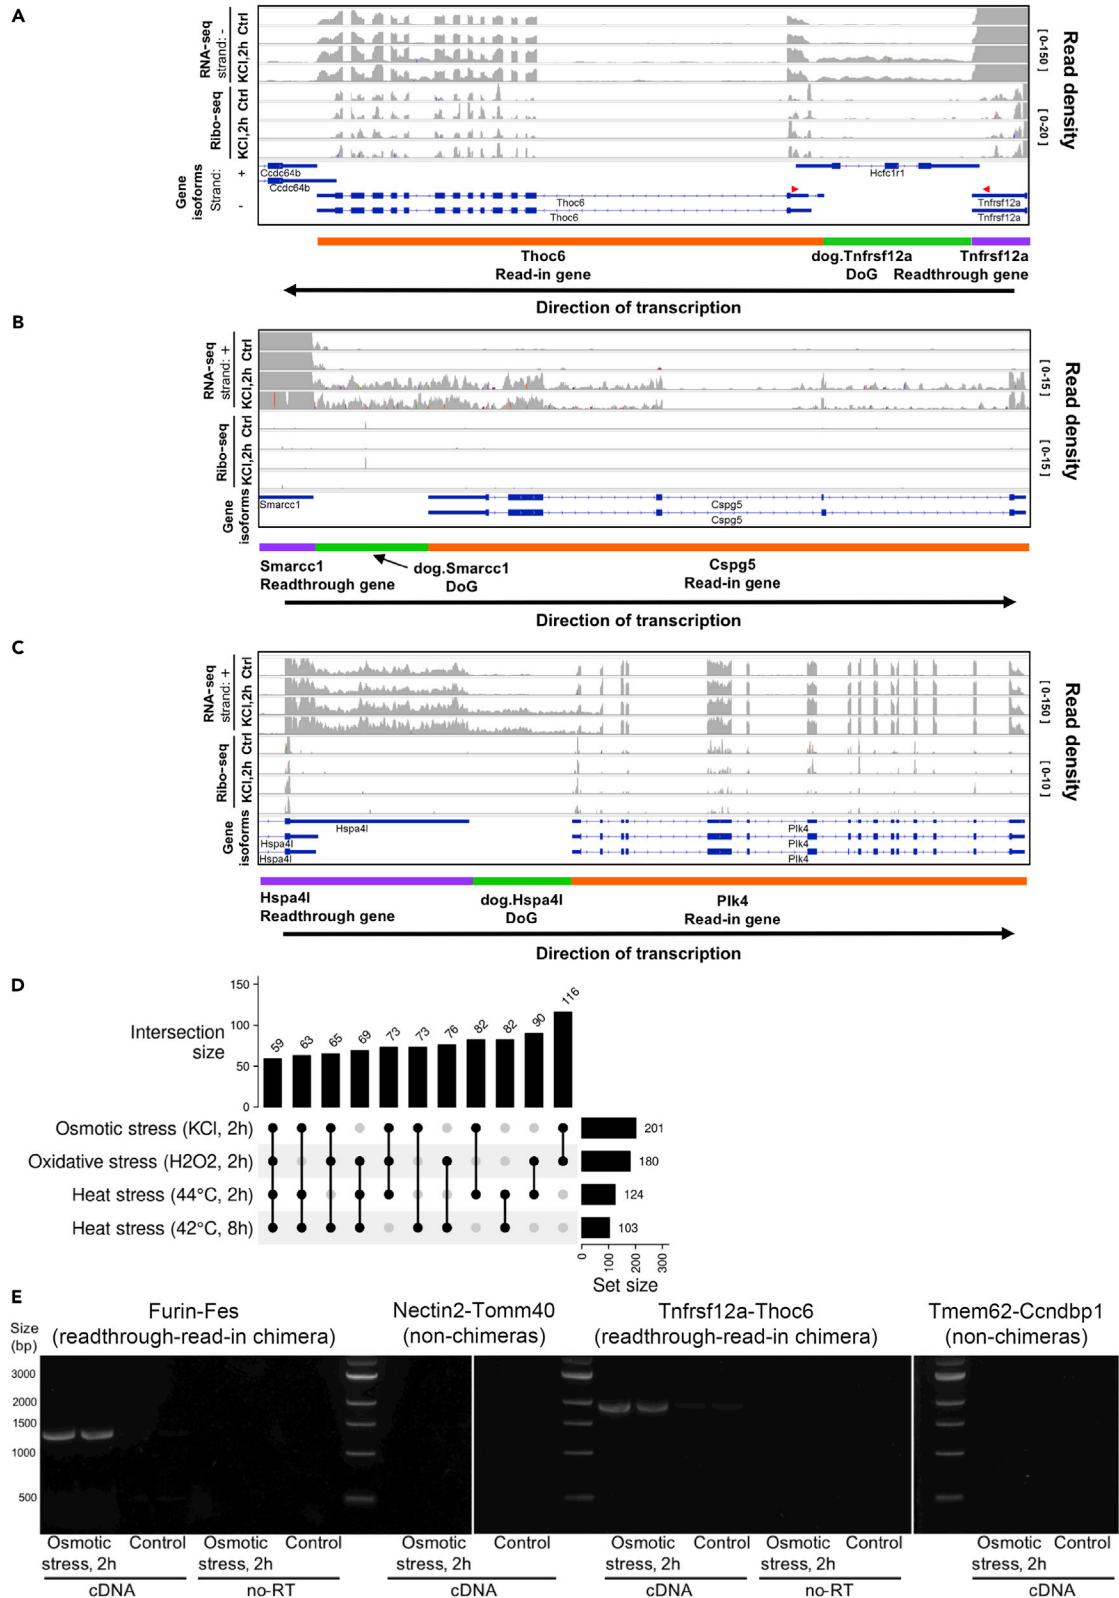 A
RNA-seq
strand: -
Ctrl
KCl,2h
Ribo-seq
Ctrl
KCl,2h
[ 0-150 ]
[ 0-20 ]
Read density
Gene
isoforms
Strand:
+
-
Ccdc64b
Ccdc64b
Hcfc1r1
Thoc6
Thoc6
Tnfrsf12a
Tnfrsf12a
Thoc6
Read-in gene
dog.Tnfrsf12a
DoG
Tnfrsf12a
Readthrough gene
Direction of transcription
B
RNA-seq
strand: +
Ctrl
KCl,2h
Ribo-seq
Ctrl
KCl,2h
[ 0-15 ]
[ 0-15 ]
Read density
Gene
isoforms
Smarcc1
Cspg5
Cspg5
Smarcc1
Readthrough gene
dog.Smarcc1
DoG
Cspg5
Read-in gene
Direction of transcription
C
RNA-seq
strand: +
Ctrl
KCl,2h
Ribo-seq
Ctrl
KCl,2h
[ 0-150 ]
[ 0-10 ]
Read density
Gene
isoforms
Hspa4l
Hspa4l
Hspa4l
Plk4
Plk4
Plk4
Hspa4l
Readthrough gene
dog.Hspa4l
DoG
Plk4
Read-in gene
Direction of transcription
D
Intersection
size
150
100
50
0
59
63
65
69
73
73
76
82
82
90
116
Osmotic stress (KCl, 2h)
201
Oxidative stress (H2O2, 2h)
180
Heat stress (44°C, 2h)
124
Heat stress (42°C, 8h)
103
0
100
200
300
Set size
E
Size
(bp)
Furin-Fes
(readthrough-read-in chimera)
Nectin2-Tomm40
(non-chimeras)
Tnfrsf12a-Thoc6
(readthrough-read-in chimera)
Tmem62-Ccndbp1
(non-chimeras)
3000
2000
1500
1000
500
Osmotic
stress, 2h
Control
Osmotic
stress, 2h
Control
Osmotic
stress, 2h
Control
Osmotic
stress, 2h
Control
Osmotic
stress, 2h
Control
Osmotic
stress, 2h
Control
cDNA
no-RT
cDNA
cDNA
no-RT
cDNA